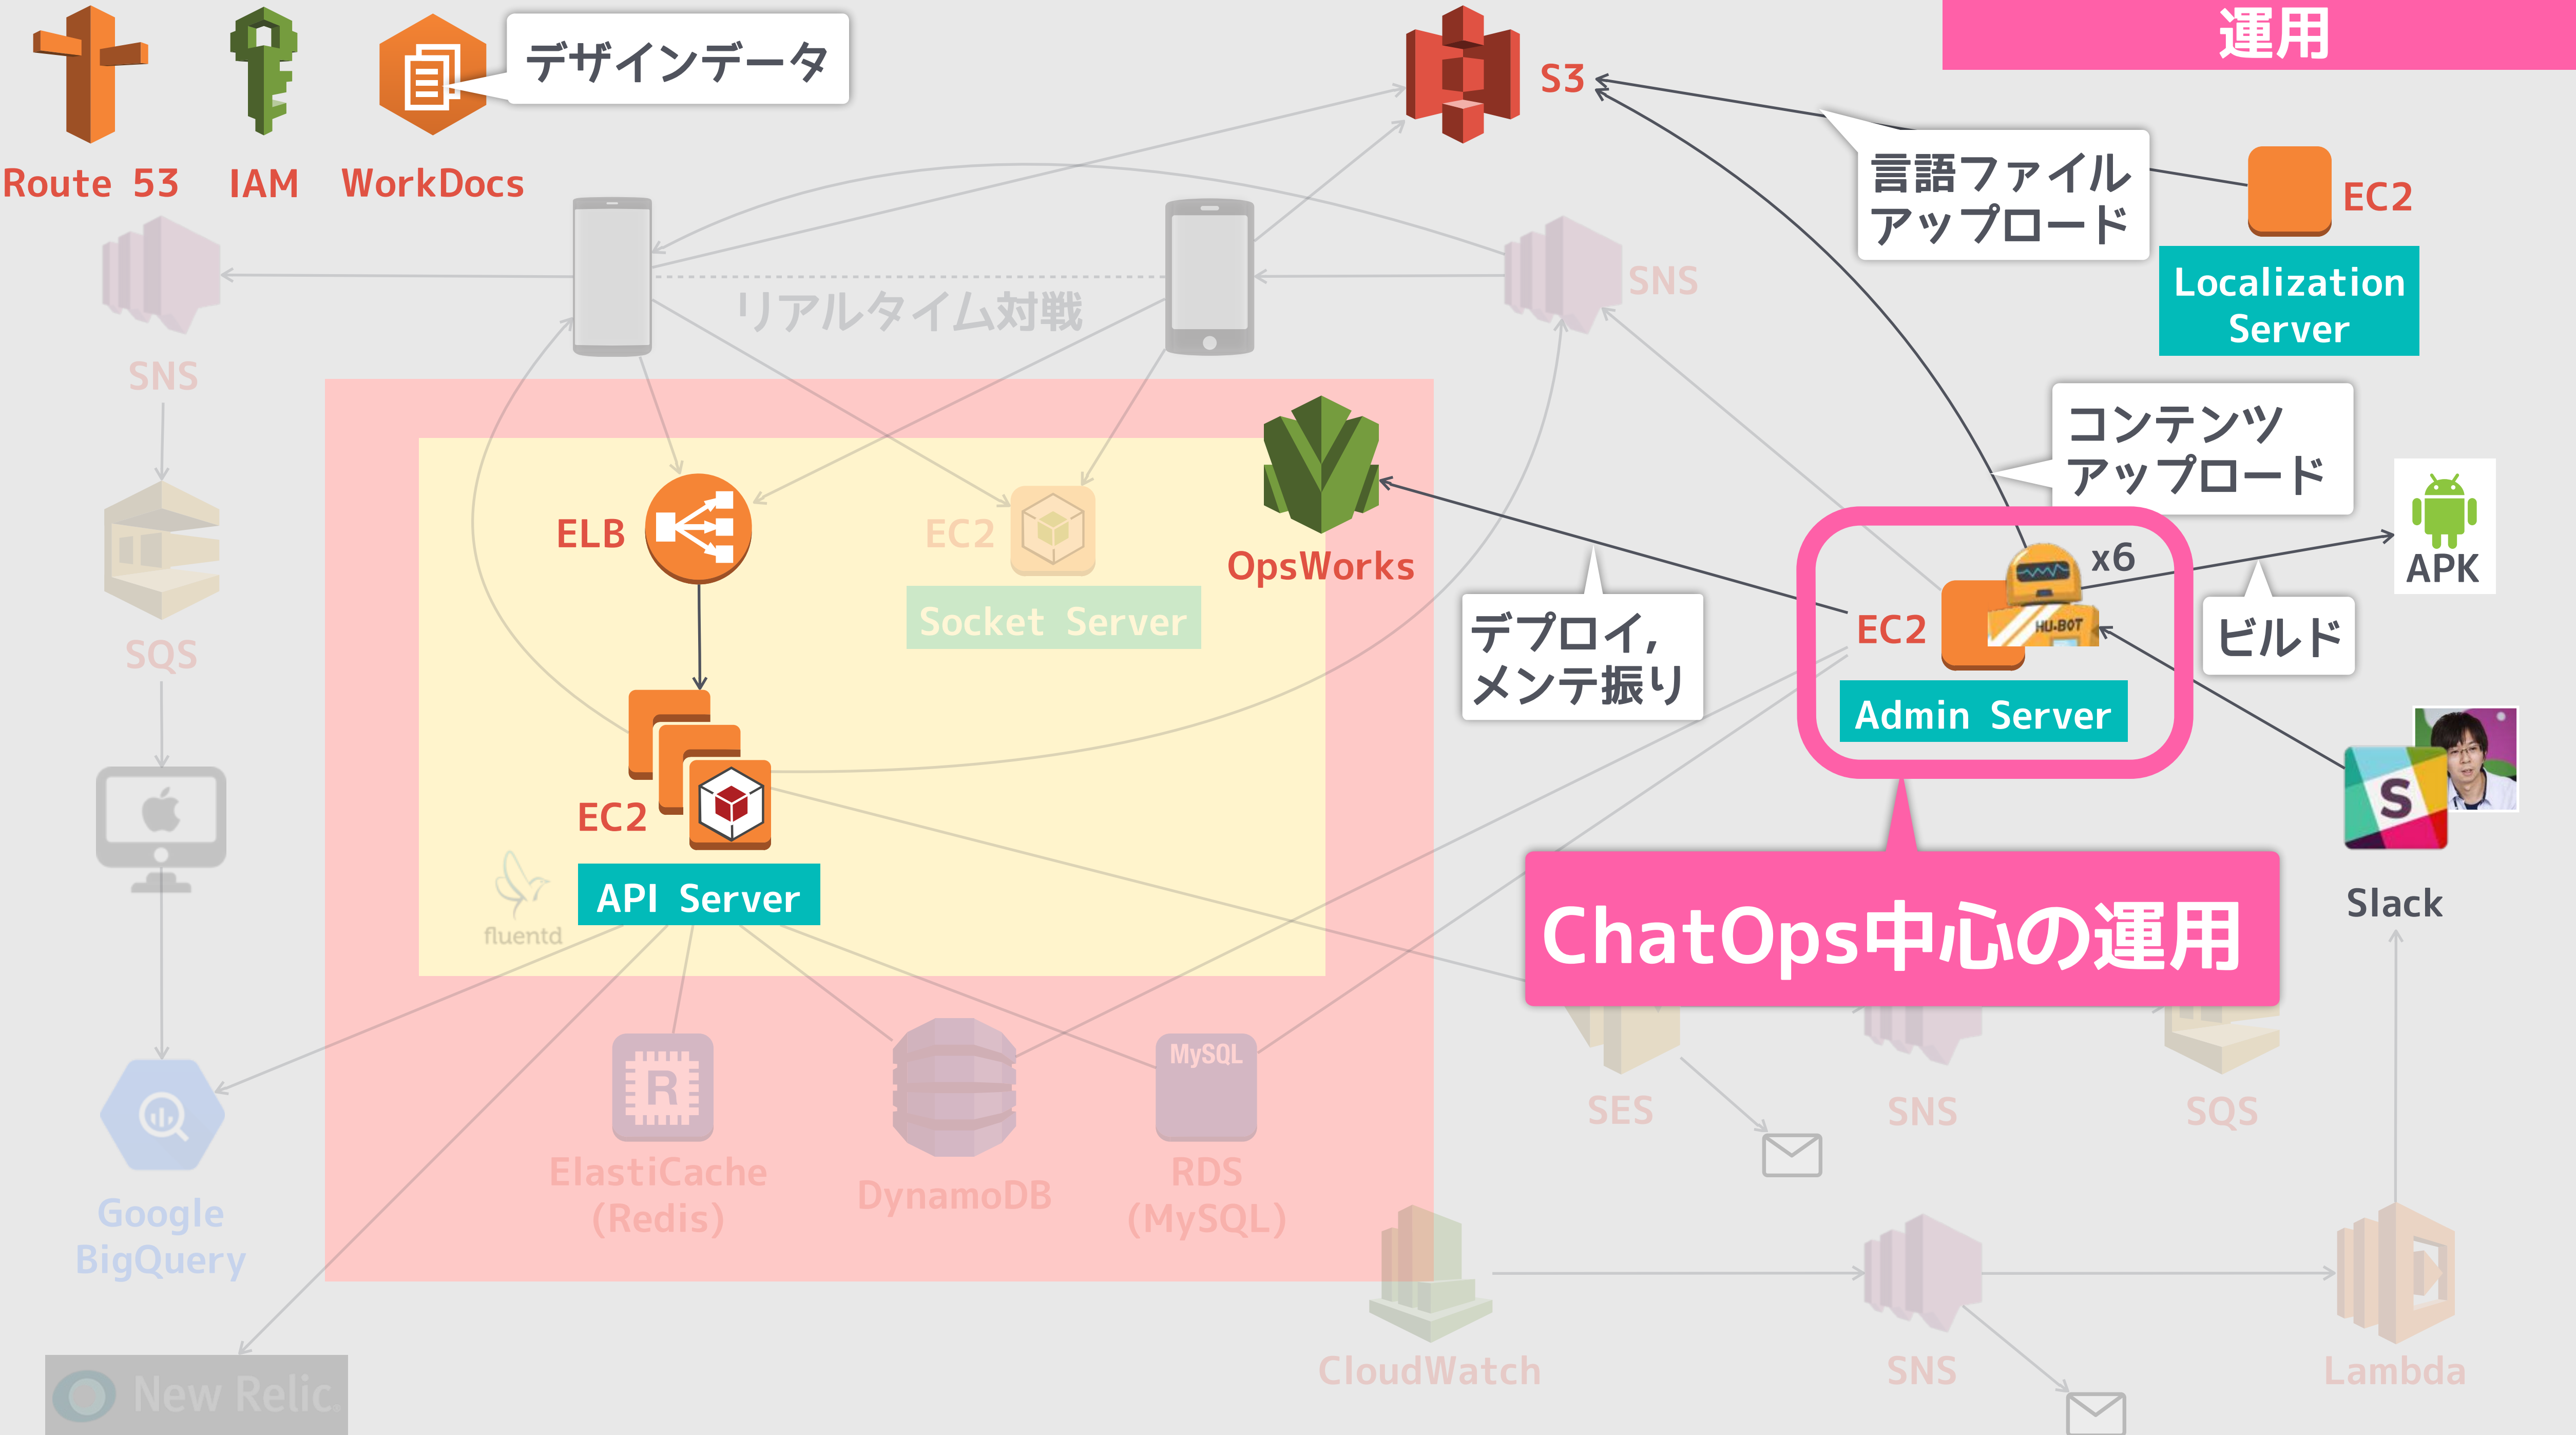 運用
デザインデータ
Route 53
IAM
WorkDocs
S3
言語ファイル
アップロード
EC2
Localization
Server
SNS
リアルタイム対戦
SNS
コンテンツ
アップロード
APK
x6
ビルド
HU-BOT
EC2
Admin Server
デプロイ,
メンテ振り
OpsWorks
ELB
EC2
Socket Server
SQS
EC2
API Server
fluentd
S
Slack
ChatOps中心の運用
R
ElastiCache
(Redis)
DynamoDB
MySQL
RDS
(MySQL)
SES
SNS
SQS
Google
BigQuery
New Relic
CloudWatch
SNS
Lambda